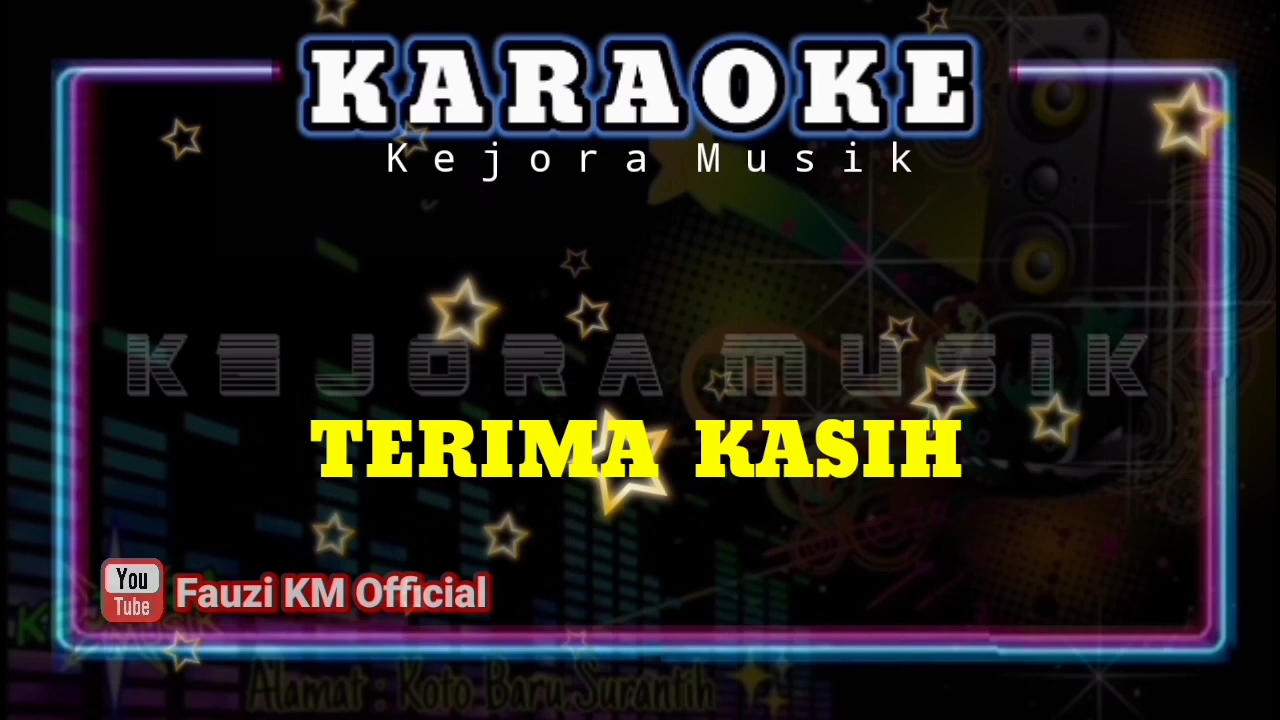 KARAOKE
Kejora Musik
KEJORA MUSIK
TERIMA KASIH
You
Tube
Fauzi KM Official
Alamat : Koto Baru Surantih